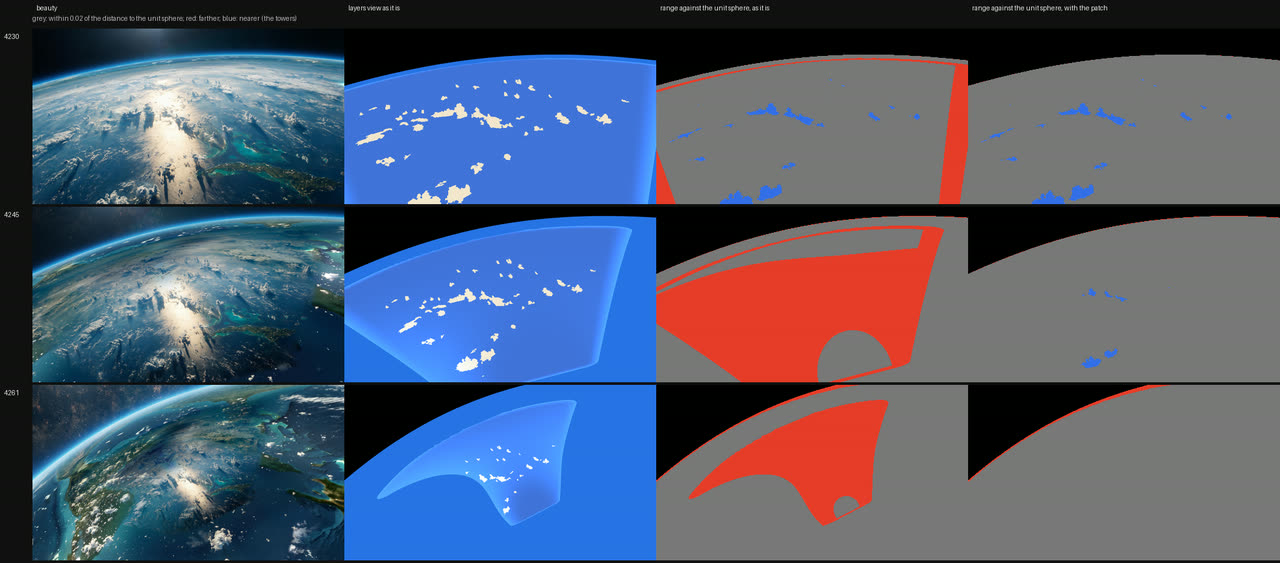 beauty
layers view as it is
range against the unit sphere, as it is
range against the unit sphere, with the patch
grey: within 0.02 of the distance to the unit sphere; red: farther; blue: nearer (the towers)
4230
4245
4261